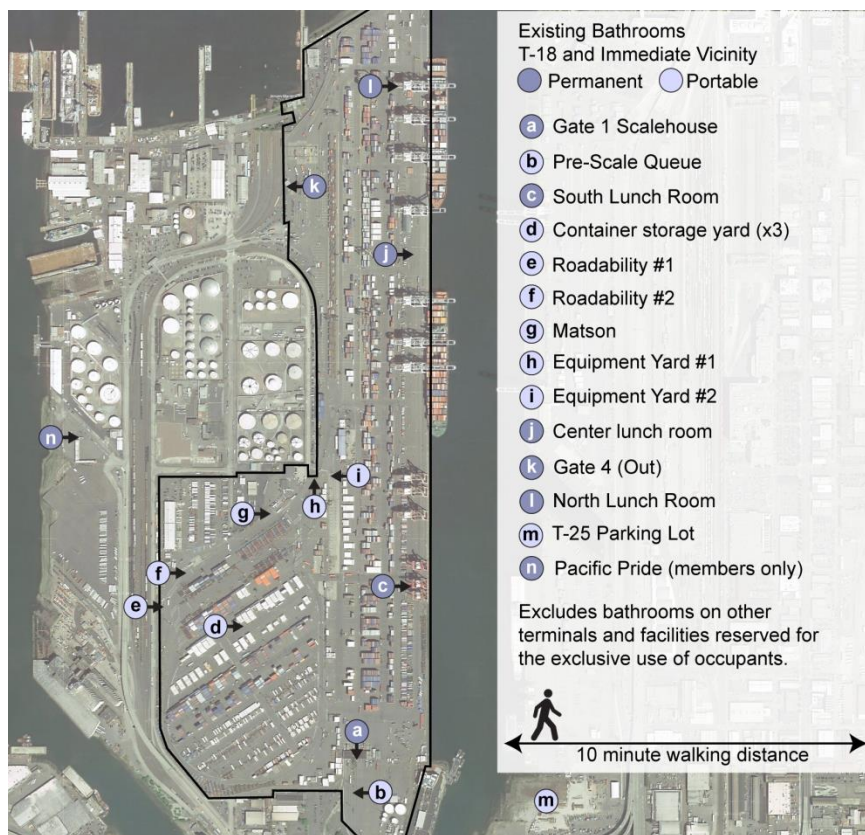 Existing Bathrooms
T-18 and Immediate Vicinity
Permanent Portable
a Gate 1 Scalehouse
b Pre-Scale Queue
c South Lunch Room
d Container storage yard (x3)
e Roadability #1
f Roadability #2
g Matson
h Equipment Yard #1
i Equipment Yard #2
j Center lunch room
k Gate 4 (Out)
l North Lunch Room
m T-25 Parking Lot
n Pacific Pride (members only)
Excludes bathrooms on other
terminals and facilities reserved for
the exclusive use of occupants.
10 minute walking distance
l
k
j
n
i
h
g
f
c
e
d
a
b
m